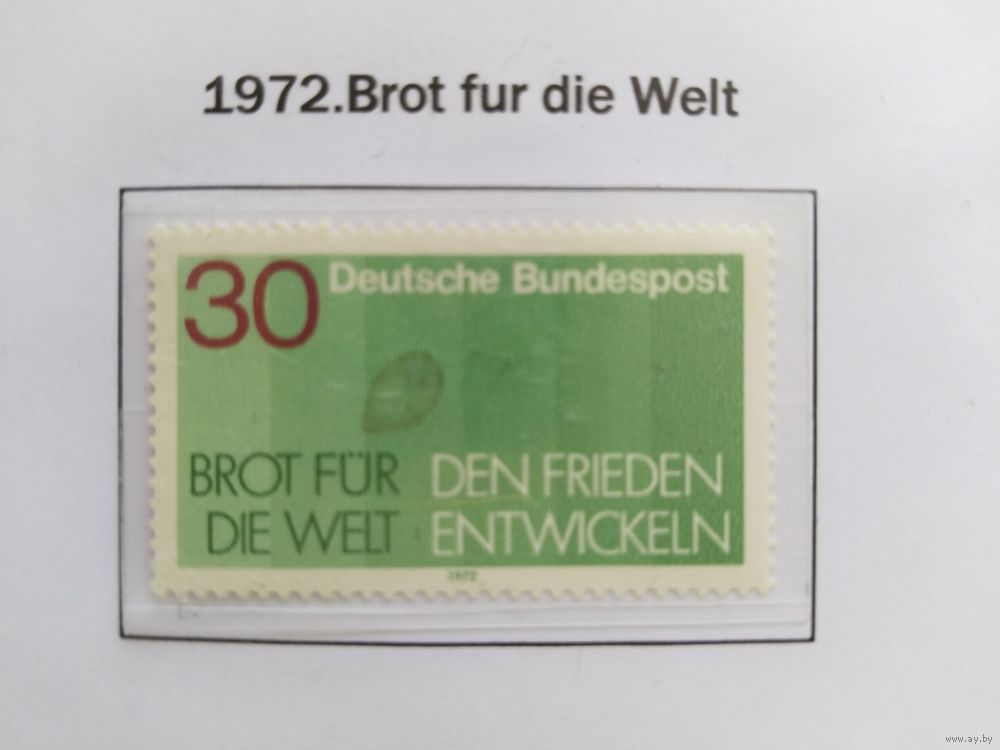 1972.Brot fur die Welt
30 Deutsche Bundespost
BROT FÜR DEN FRIEDEN
DIE WELT ENTWICKELN
1972
www.ay.by